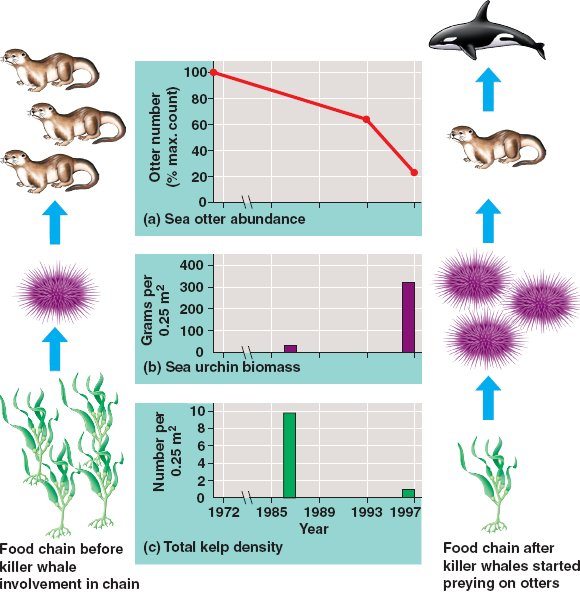 Otter number
(% max. count)
100
80
60
40
20
0
(a) Sea otter abundance
Grams per
0.25 m²
400
300
200
100
0
(b) Sea urchin biomass
Number per
0.25 m²
10
8
6
4
2
0
1972 1985 1989 1993 1997
Year
(c) Total kelp density
Food chain before
killer whale
involvement in chain
Food chain after
killer whales started
preying on otters